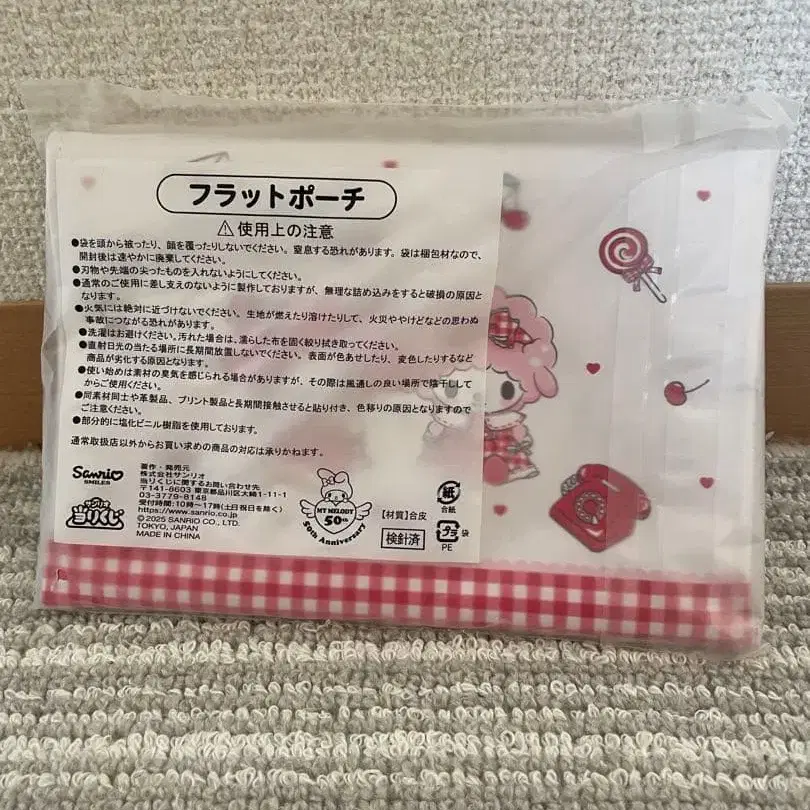 フラットポーチ
⚠使用上の注意
●袋を頭から被ったり、顔を覆ったりしないでください。窒息する恐れがあります。袋は梱包材なので、
開封後は速やかに廃棄してください。
●刃物や先端の尖ったものを入れないようにしてください。
●通常のご使用に差し支えのないように製作しておりますが、無理な詰め込みをすると破損の原因と
なります。
●火気には絶対に近づけないでください。生地が燃えたり溶けたりして、火災ややけどなどの思わぬ
事故につながる恐れがあります。
●洗濯はお避けください。汚れた場合は、濡らした布を固く絞り拭き取ってください。
●直射日光の当たる場所に長期間放置しないでください。表面が色あせしたり、変色したりするなど
商品が劣化する原因となります。
●使い始めは素材の臭気を感じられる場合がありますが、その際は風通しの良い場所で陰干しして
からご使用ください。
●同素材同士や革製品、プリント製品と長期間接触させると貼り付き、色移りの原因となりますので
ご注意ください。
●部分的に塩化ビニル樹脂を使用しております。
通常取扱店以外からお買い求めの商品の対応は承りかねます。
Sanrio
SMILES
サンリオ
当りくじ
著作・発売元
株式会社サンリオ
当りくじに関するお問い合わせ先
〒141-8603 東京都品川区大崎1-11-1
03-3779-8148
受付時間:10時〜17時(土日祝日を除く)
https://www.sanrio.co.jp
© 2025 SANRIO CO., LTD.
TOKYO, JAPAN
MADE IN CHINA
MY MELODY
50th
50th Anniversary
【材質】合皮
検針済
紙
台紙
プラ
袋
PE